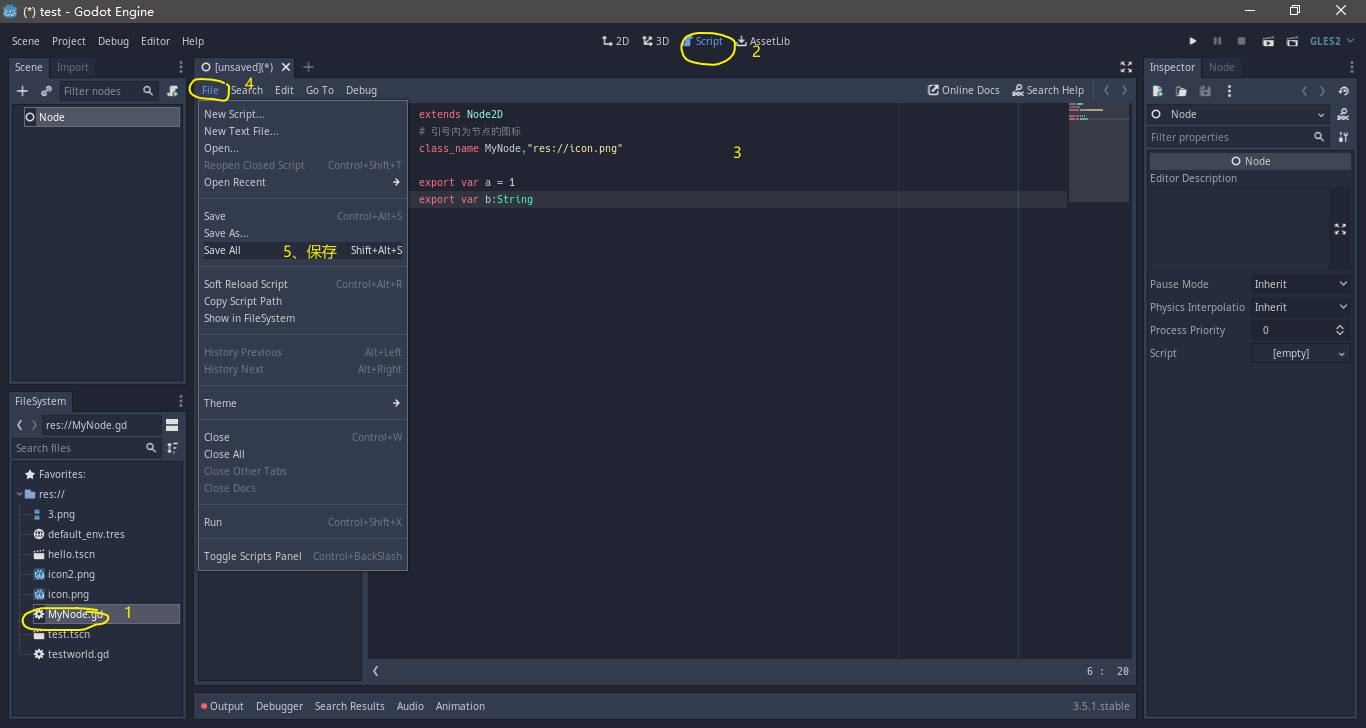 (*) test - Godot Engine
Scene Project Debug Editor Help
2D 3D Script AssetLib
2
GLES2
Scene Import
Filter nodes
Node
[unsaved](*)
File Search Edit Go To Debug
4
Online Docs Search Help
New Script...
New Text File...
Open...
Reopen Closed Script Control+Shift+T
Open Recent
Save Control+Alt+S
Save As...
Save All Shift+Alt+S
5、保存
Soft Reload Script Control+Alt+R
Copy Script Path
Show in FileSystem
History Previous Alt+Left
History Next Alt+Right
Theme
Close Control+W
Close All
Close Other Tabs
Close Docs
Run Control+Shift+X
Toggle Scripts Panel Control+BackSlash
extends Node2D
# 引号内为节点的图标
class_name MyNode,"res://icon.png"
3
export var a = 1
export var b:String
6 : 20
Inspector Node
Node
Filter properties
Node
Editor Description
Pause Mode Inherit
Physics Interpolatio Inherit
Process Priority 0
Script [empty]
FileSystem
res://MyNode.gd
Search files
Favorites:
res://
3.png
default_env.tres
hello.tscn
icon2.png
icon.png
MyNode.gd
1
test.tscn
testworld.gd
Output Debugger Search Results Audio Animation
3.5.1.stable